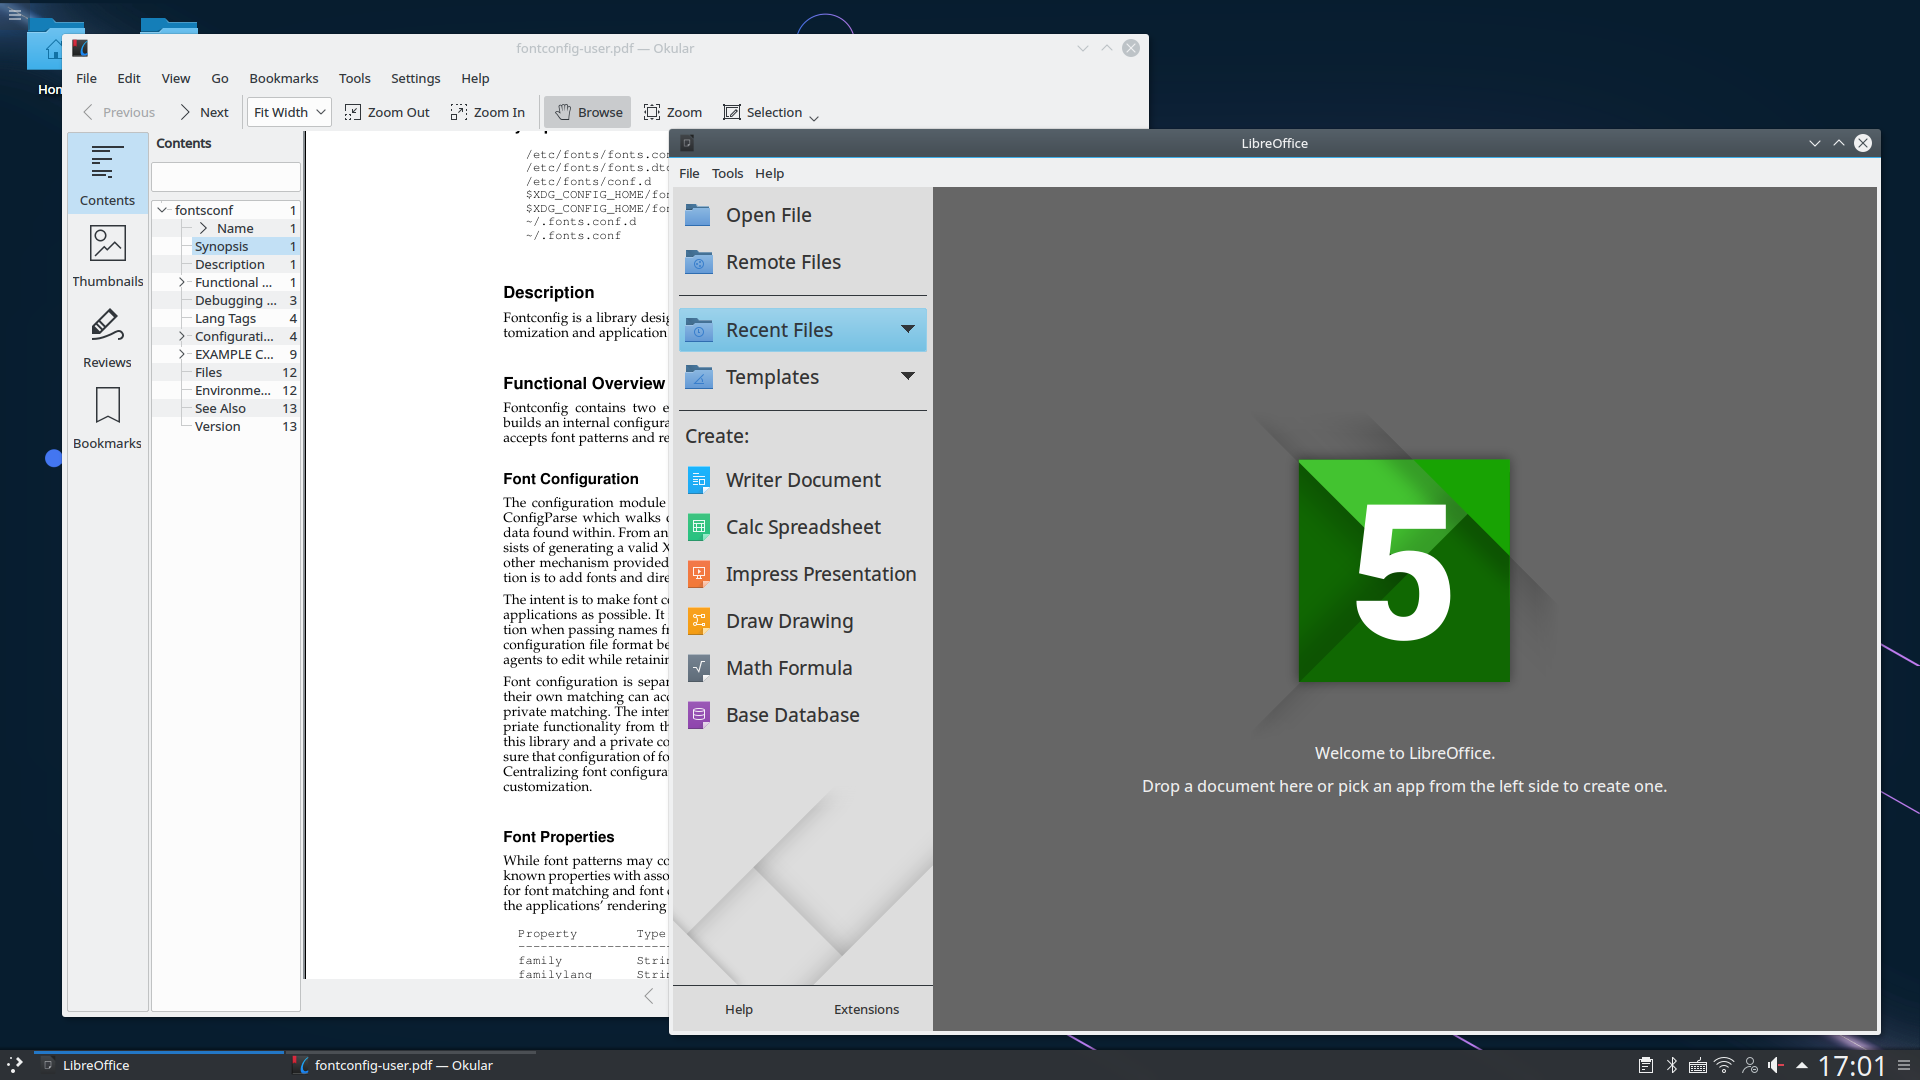 Hon
fontconfig-user.pdf — Okular
File Edit View Go Bookmarks Tools Settings Help
Previous Next Fit Width Zoom Out Zoom In Browse Zoom Selection
Contents
Thumbnails
Reviews
Bookmarks
Contents
fontsconf 1
Name 1
Synopsis 1
Description 1
Functional ... 1
Debugging ... 3
Lang Tags 4
Configurati... 4
EXAMPLE C... 9
Files 12
Environme... 12
See Also 13
Version 13
/etc/fonts/fonts.con
/etc/fonts/fonts.dtd
/etc/fonts/conf.d
$XDG_CONFIG_HOME/fon
$XDG_CONFIG_HOME/fon
~/.fonts.conf.d
~/.fonts.conf
Description
Fontconfig is a library desig
tomization and application
Functional Overview
Fontconfig contains two e
builds an internal configura
accepts font patterns and re
Font Configuration
The configuration module
ConfigParse which walks
data found within. From an
sists of generating a valid X
other mechanism provided
tion is to add fonts and dire
The intent is to make font co
applications as possible. It
tion when passing names fr
configuration file format be
agents to edit while retainin
Font configuration is separ
their own matching can acc
private matching. The inten
priate functionality from th
this library and a private co
sure that configuration of fo
Centralizing font configura
customization.
Font Properties
While font patterns may co
known properties with asso
for font matching and font
the applications' rendering
Property Type
--------------------
family Strin
familylang Strin
LibreOffice
File Tools Help
Open File
Remote Files
Recent Files
Templates
Create:
Writer Document
Calc Spreadsheet
Impress Presentation
Draw Drawing
Math Formula
Base Database
Help Extensions
5
Welcome to LibreOffice.
Drop a document here or pick an app from the left side to create one.
LibreOffice
fontconfig-user.pdf — Okular
17:01